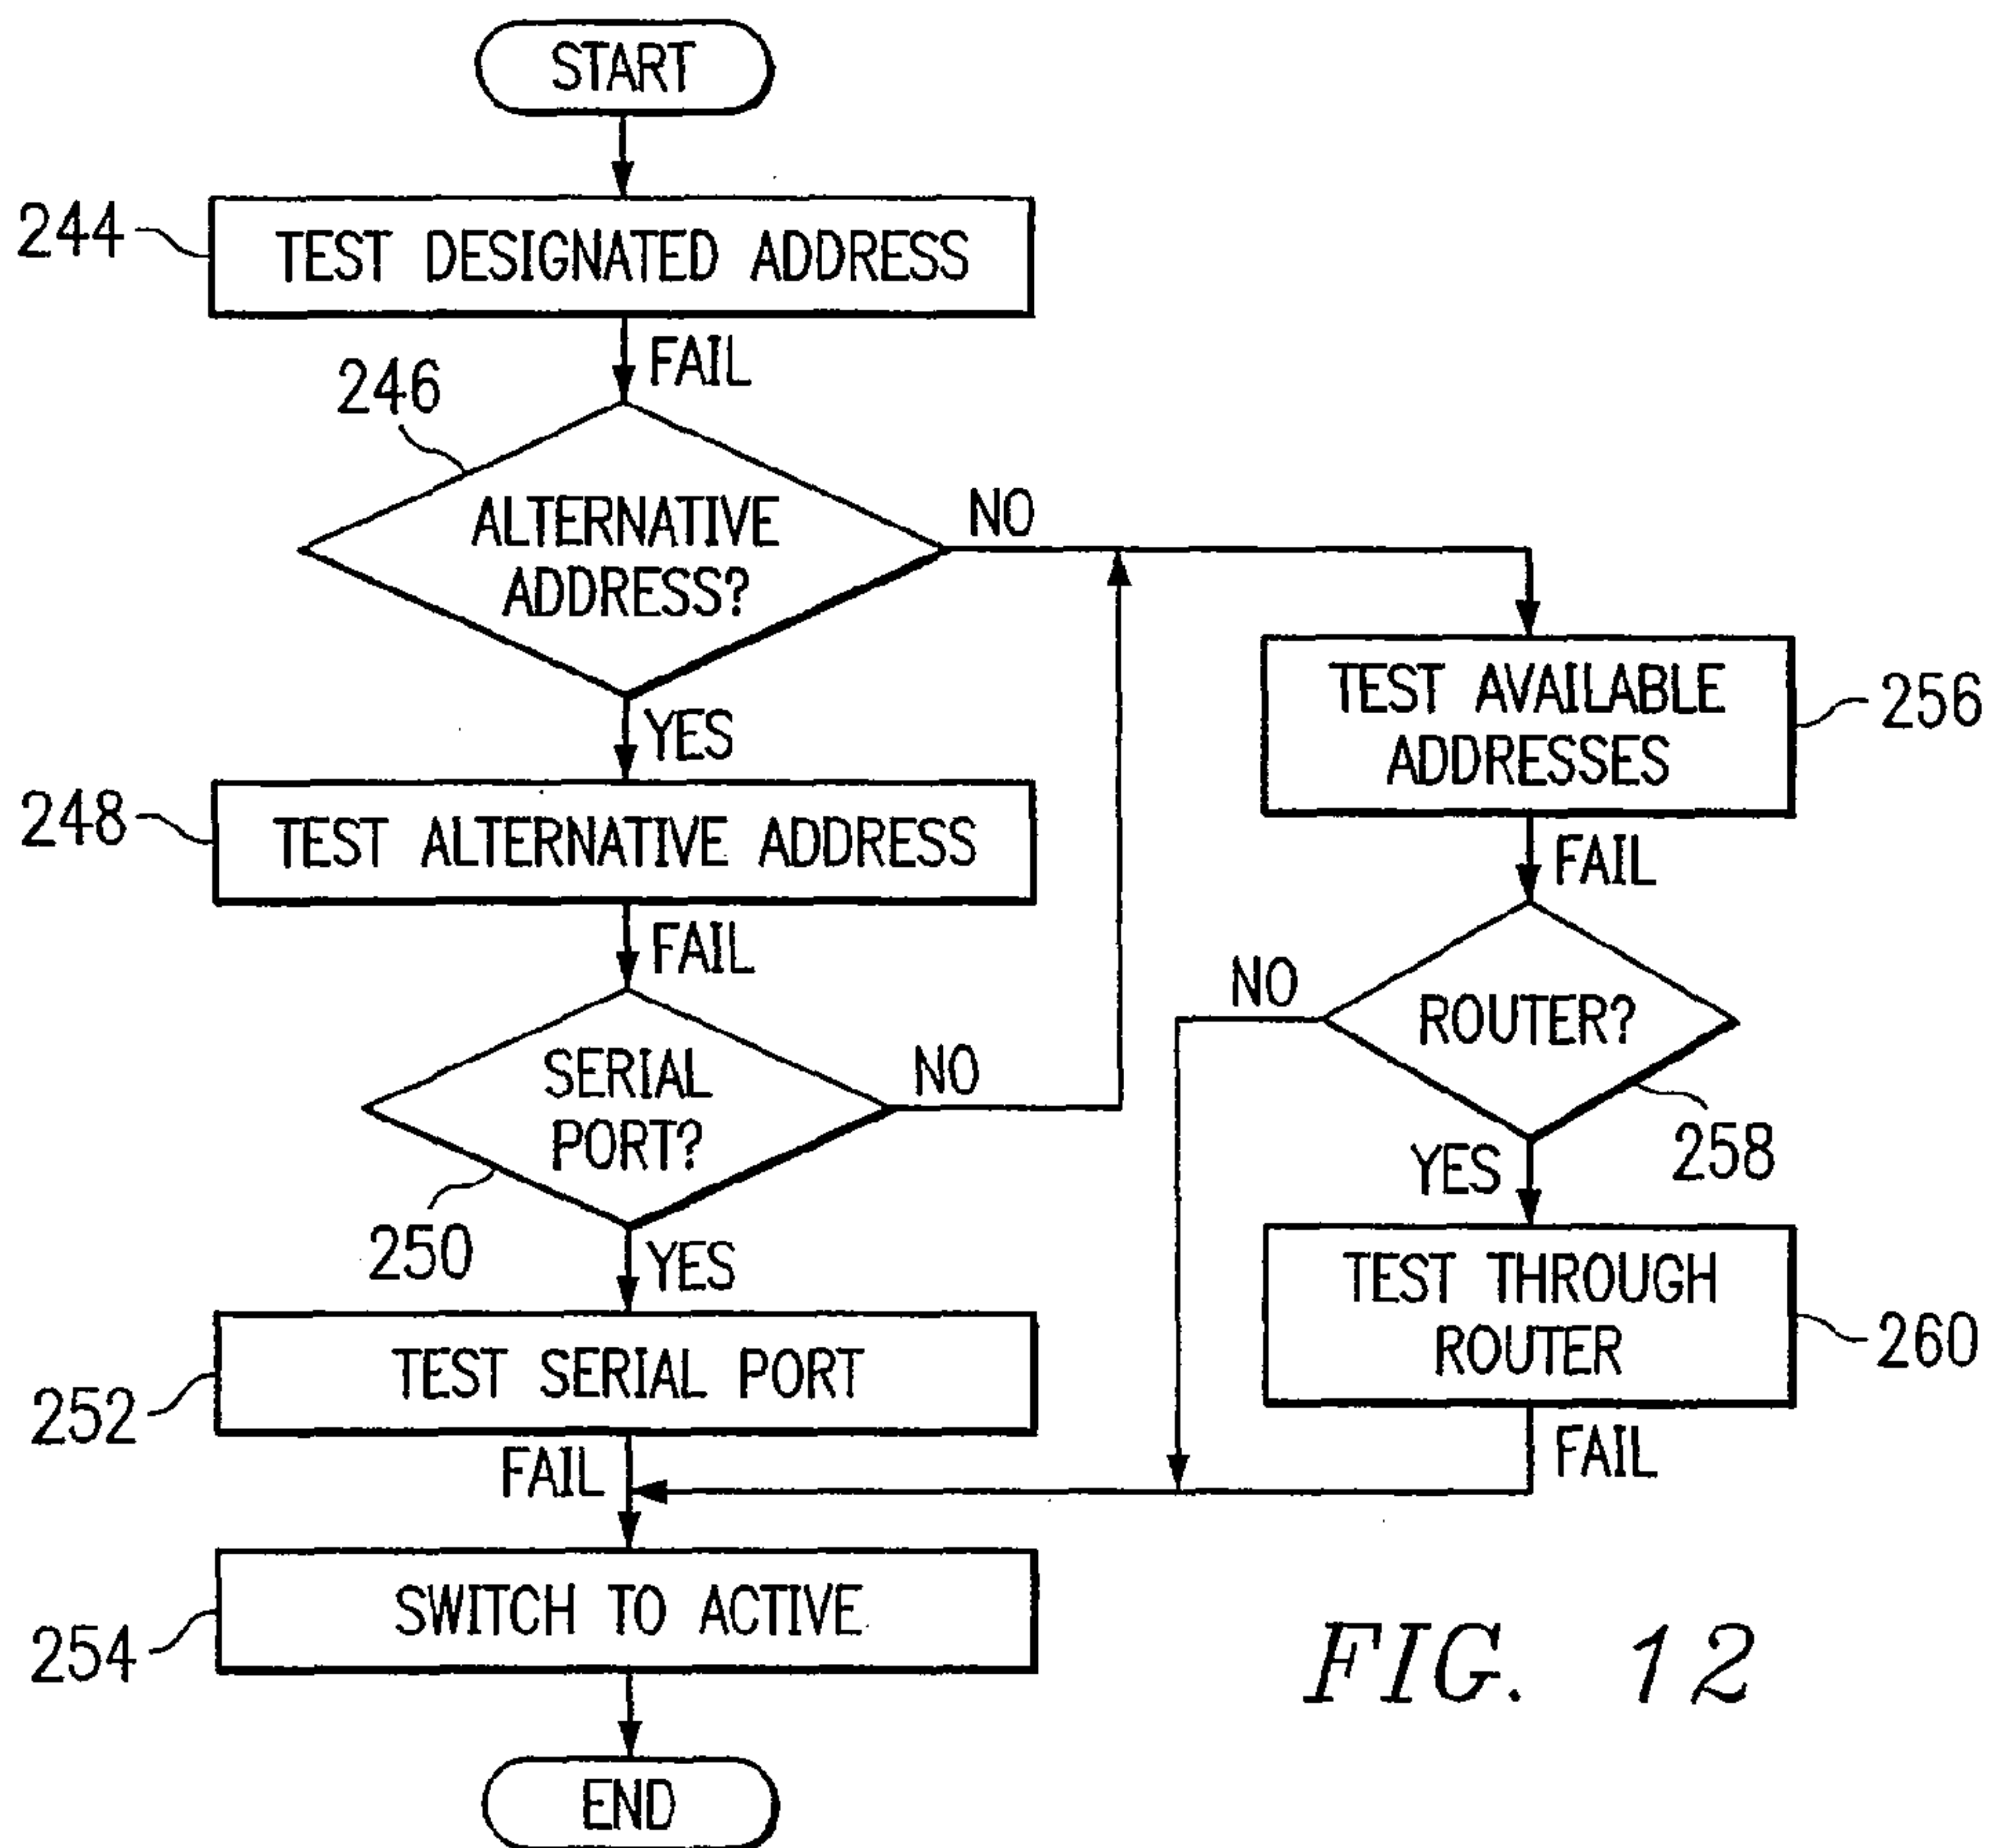 START
244
TEST DESIGNATED ADDRESS
FAIL
246
ALTERNATIVE
ADDRESS?
NO
YES
248
TEST ALTERNATIVE ADDRESS
FAIL
SERIAL
PORT?
NO
250
YES
252
TEST SERIAL PORT
FAIL
254
SWITCH TO ACTIVE
END
TEST AVAILABLE
ADDRESSES
256
FAIL
NO
ROUTER?
258
YES
TEST THROUGH
ROUTER
260
FAIL
FIG. 12